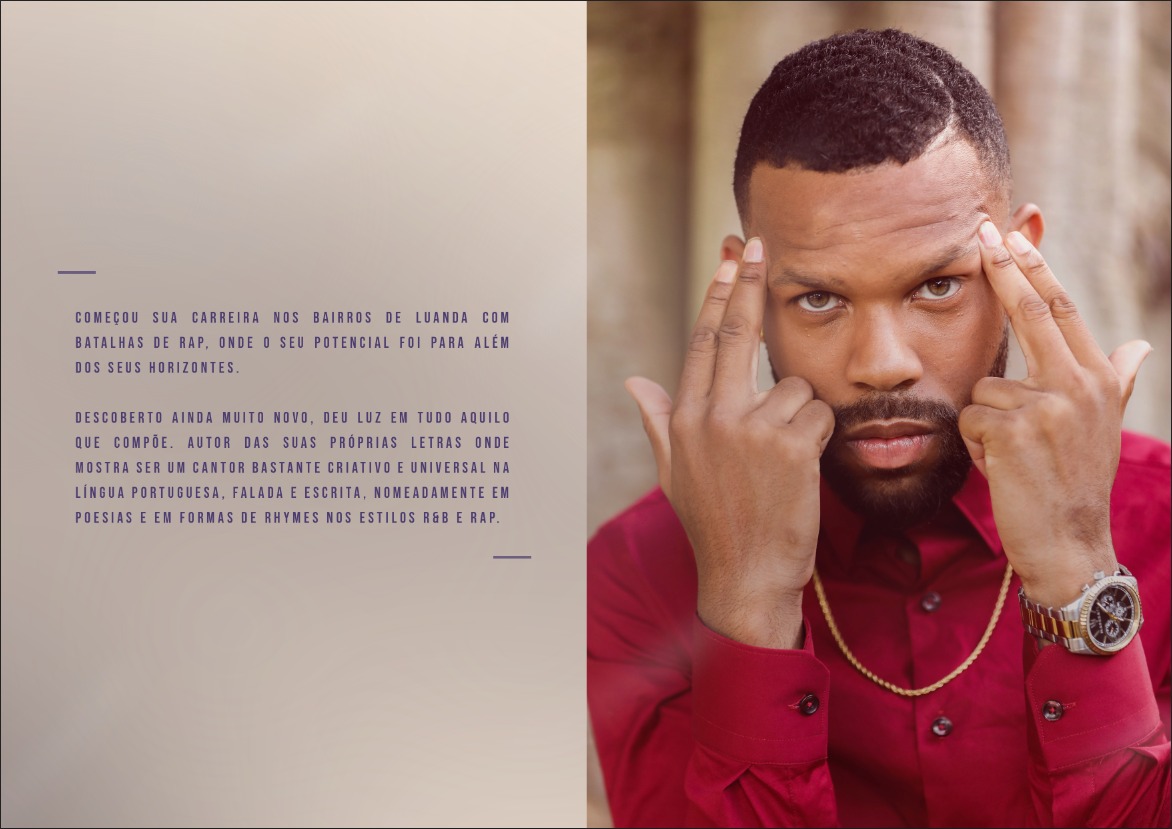 COMEÇOU SUA CARREIRA NOS BAIRROS DE LUANDA COM
BATALHAS DE RAP, ONDE O SEU POTENCIAL FOI PARA ALÉM
DOS SEUS HORIZONTES.
DESCOBERTO AINDA MUITO NOVO, DEU LUZ EM TUDO AQUILO
QUE COMPÕE. AUTOR DAS SUAS PRÓPRIAS LETRAS ONDE
MOSTRA SER UM CANTOR BASTANTE CRIATIVO E UNIVERSAL NA
LÍNGUA PORTUGUESA, FALADA E ESCRITA, NOMEADAMENTE EM
POESIAS E EM FORMAS DE RHYMES NOS ESTILOS R&B E RAP.